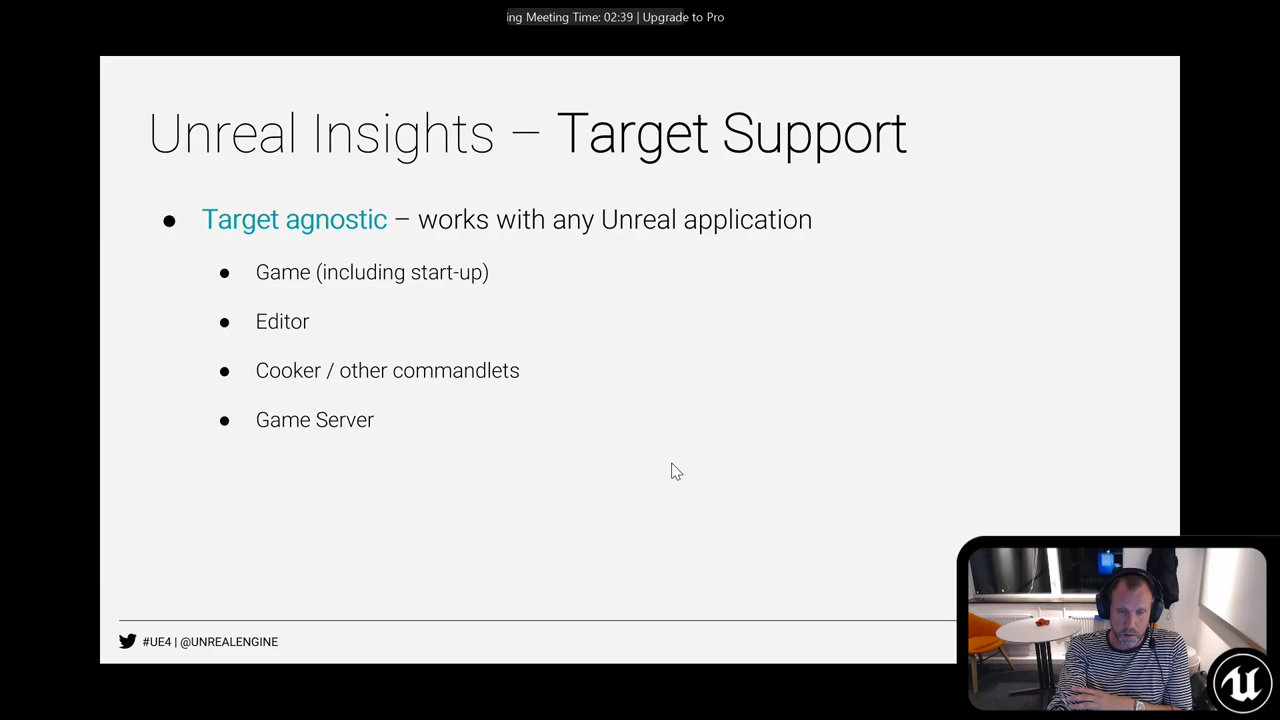 ing Meeting Time: 02:39 | Upgrade to Pro
Unreal Insights – Target Support
● Target agnostic – works with any Unreal application
● Game (including start-up)
● Editor
● Cooker / other commandlets
● Game Server
#UE4 | @UNREALENGINE